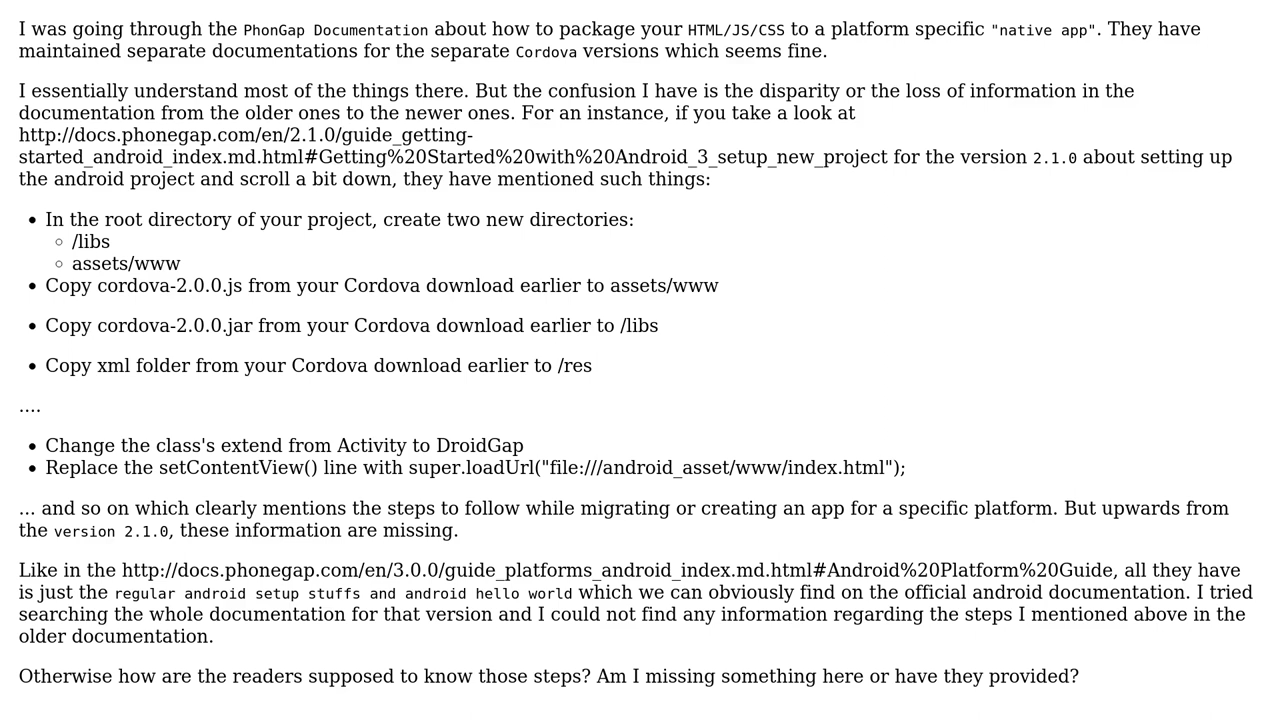 I was going through the PhonGap Documentation about how to package your HTML/JS/CSS to a platform specific "native app". They have
maintained separate documentations for the separate Cordova versions which seems fine.
I essentially understand most of the things there. But the confusion I have is the disparity or the loss of information in the
documentation from the older ones to the newer ones. For an instance, if you take a look at
http://docs.phonegap.com/en/2.1.0/guide_getting-
started_android_index.md.html#Getting%20Started%20with%20Android_3_setup_new_project for the version 2.1.0 about setting up
the android project and scroll a bit down, they have mentioned such things:
• In the root directory of your project, create two new directories:
◦ /libs
◦ assets/www
• Copy cordova-2.0.0.js from your Cordova download earlier to assets/www
• Copy cordova-2.0.0.jar from your Cordova download earlier to /libs
• Copy xml folder from your Cordova download earlier to /res
....
• Change the class's extend from Activity to DroidGap
• Replace the setContentView() line with super.loadUrl("file:///android_asset/www/index.html");
... and so on which clearly mentions the steps to follow while migrating or creating an app for a specific platform. But upwards from
the version 2.1.0, these information are missing.
Like in the http://docs.phonegap.com/en/3.0.0/guide_platforms_android_index.md.html#Android%20Platform%20Guide, all they have
is just the regular android setup stuffs and android hello world which we can obviously find on the official android documentation. I tried
searching the whole documentation for that version and I could not find any information regarding the steps I mentioned above in the
older documentation.
Otherwise how are the readers supposed to know those steps? Am I missing something here or have they provided?